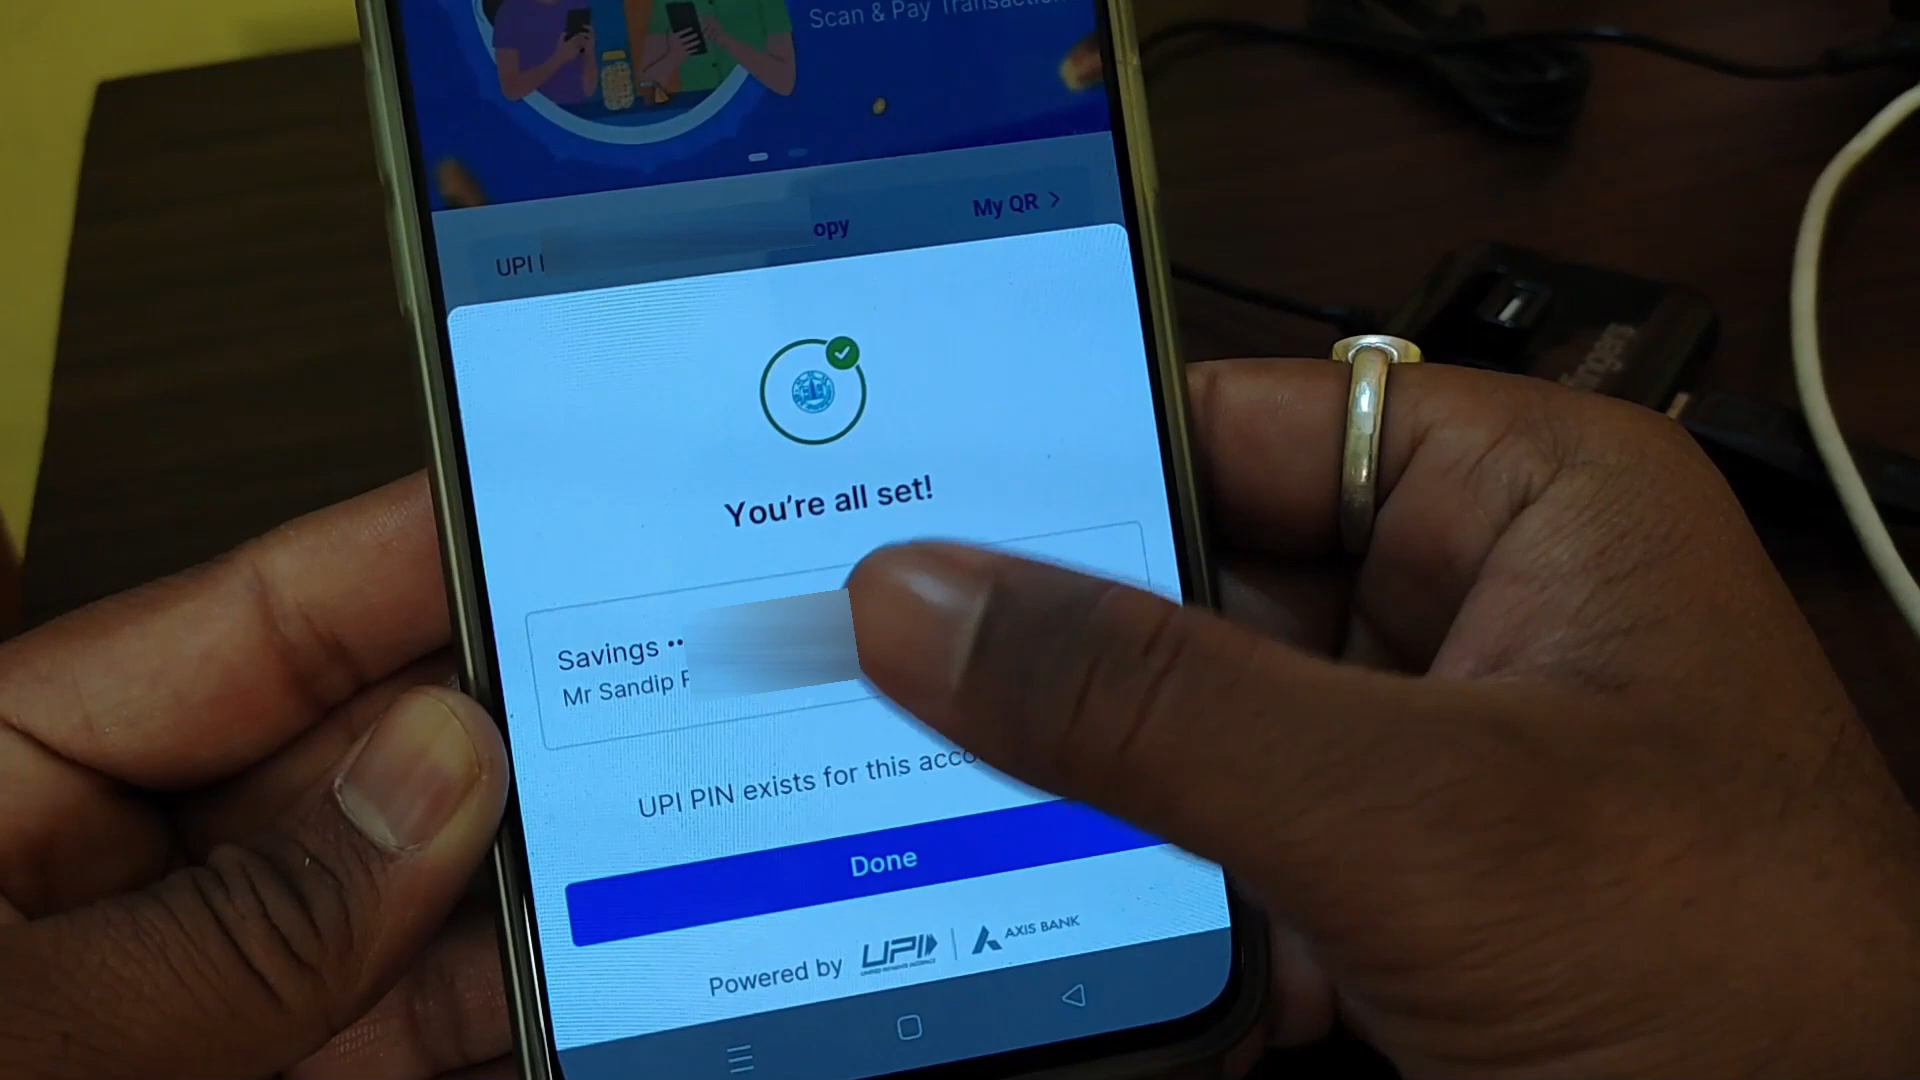 Scan & Pay Transaction
My QR >
opy
UPI I
You're all set!
Savings ••
Mr Sandip
UPI PIN exists for this acco
Done
Powered by UPI | AXIS BANK